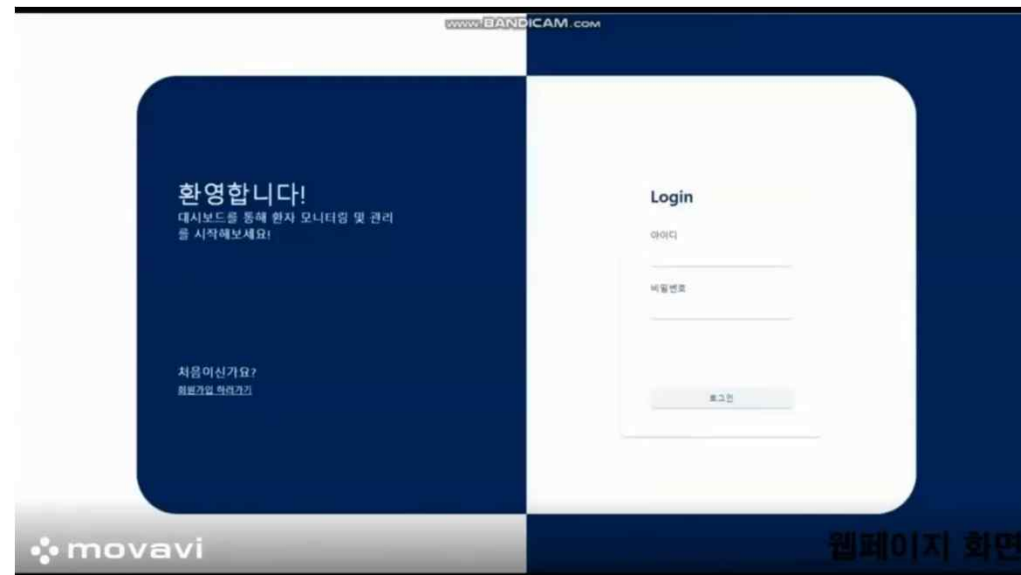 www.BANDICAM.com
환영합니다!
대시보드를 통해 환자 모니터링 및 관리
를 시작해보세요!
처음이신가요?
회원가입 하러가기
Login
아이디
비밀번호
로그인
movavi
웹페이지 화면